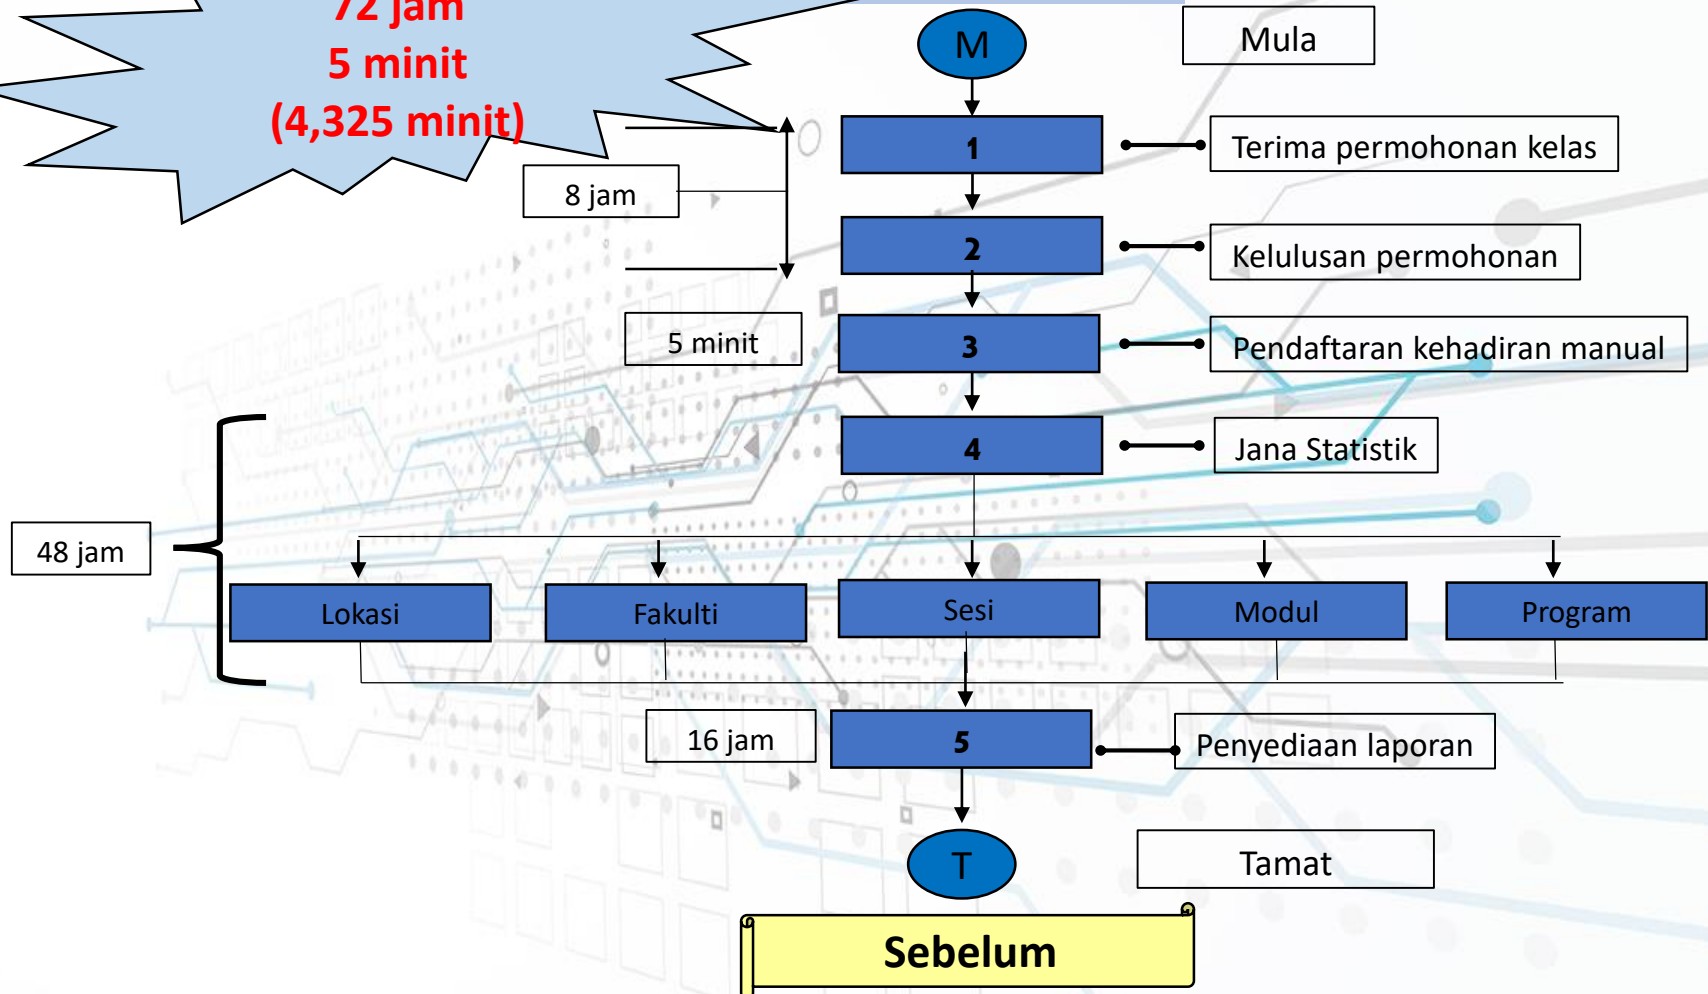 72 jam
5 minit
(4,325 minit)
M
Mula
1
Terima permohonan kelas
8 jam
2
Kelulusan permohonan
5 minit
3
Pendaftaran kehadiran manual
4
Jana Statistik
48 jam
Lokasi
Fakulti
Sesi
Modul
Program
16 jam
5
Penyediaan laporan
T
Tamat
Sebelum